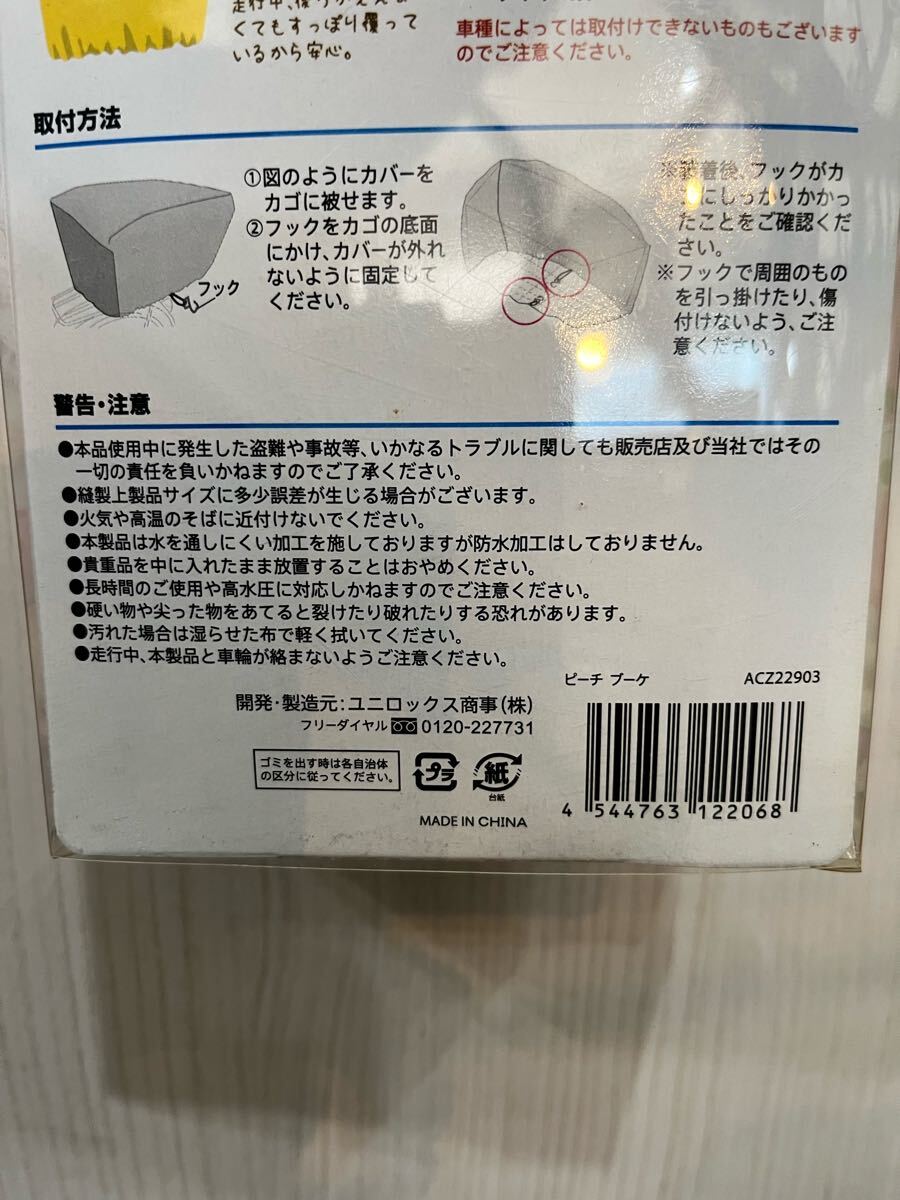 くてもすっぽり覆って
いるから安心。
車種によっては取付けできないものもございます
のでご注意ください。
取付方法
①図のようにカバーを
カゴに被せます。
②フックをカゴの底面
にかけ、カバーが外れ
ないように固定して
ください。
フック
※装着後、フックがカ
にしっかりかかっ
たことをご確認くだ
さい。
※フックで周囲のもの
を引っ掛けたり、傷
付けないよう、ご注
意ください。
警告・注意
●本品使用中に発生した盗難や事故等、いかなるトラブルに関しても販売店及び当社ではその
一切の責任を負いかねますのでご了承ください。
●縫製上製品サイズに多少誤差が生じる場合がございます。
●火気や高温のそばに近付けないでください。
●本製品は水を通しにくい加工を施しておりますが防水加工はしておりません。
●貴重品を中に入れたまま放置することはおやめください。
●長時間のご使用や高水圧に対応しかねますのでご注意ください。
●硬い物や尖った物をあてると裂けたり破れたりする恐れがあります。
●汚れた場合は湿らせた布で軽く拭いてください。
●走行中、本製品と車輪が絡まないようご注意ください。
ピーチ ブーケ ACZ22903
開発・製造元：ユニロックス商事（株）
フリーダイヤル 0120-227731
ゴミを出す時は各自治体
の区分に従ってください。
プラ
紙
台紙
MADE IN CHINA
4 544763 122068